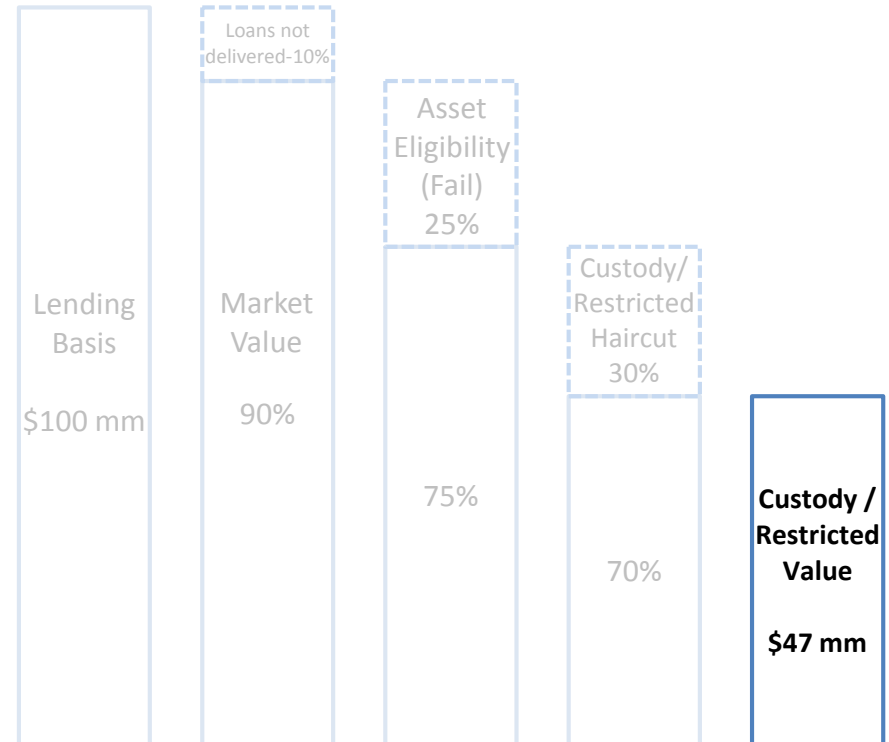 Lending
Basis
$100 mm
Loans not
delivered-10%
Market
Value
90%
Asset
Eligibility
(Fail)
25%
75%
Custody/
Restricted
Haircut
30%
70%
Custody /
Restricted
Value
$47 mm